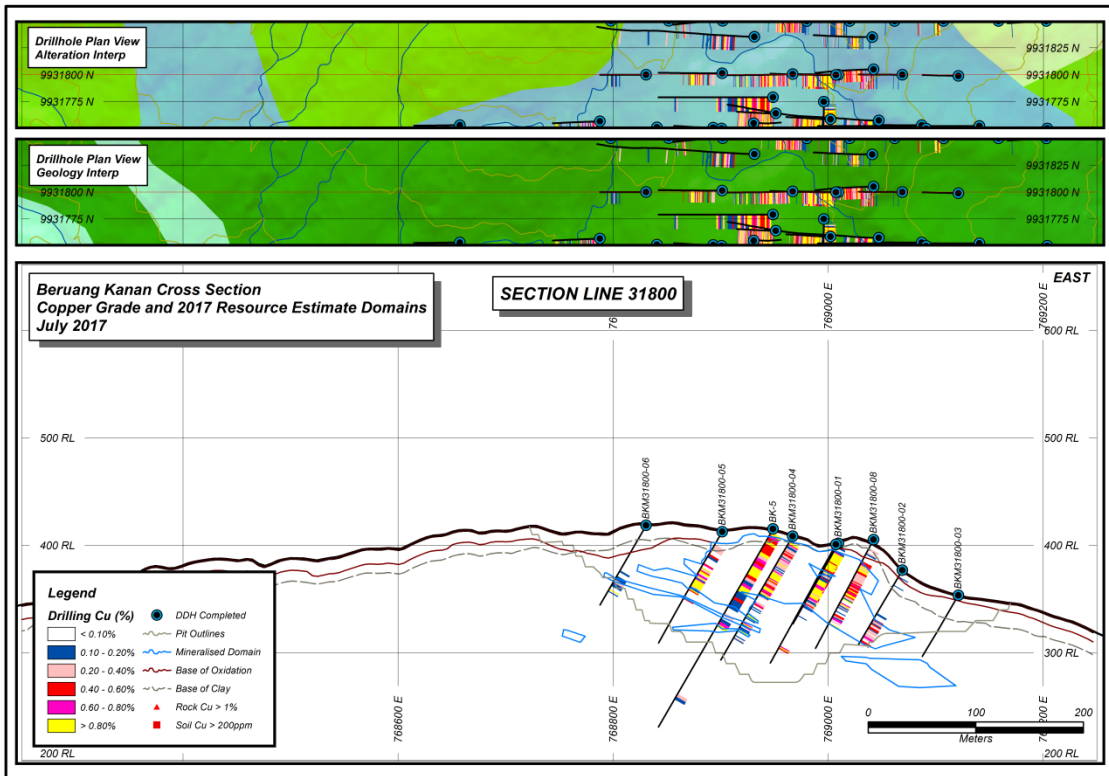 Drillhole Plan View
Alteration Interp
9931825 N
9931800 N
9931800 N
9931775 N
9931775 N
Drillhole Plan View
Geology Interp
9931825 N
9931800 N
9931800 N
9931775 N
9931775 N
Beruang Kanan Cross Section
Copper Grade and 2017 Resource Estimate Domains
July 2017
SECTION LINE 31800
EAST
769000 E
769200 E
600 RL
500 RL
500 RL
BKM31800-06
BKM31800-05
BK-5
BKM31800-04
BKM31800-01
BKM31800-08
BKM31800-02
BKM31800-03
400 RL
400 RL
Legend
Drilling Cu (%)
DDH Completed
< 0.10%
Pit Outlines
0.10 - 0.20%
Mineralised Domain
0.20 - 0.40%
Base of Oxidation
0.40 - 0.60%
Base of Clay
0.60 - 0.80%
Rock Cu > 1%
> 0.80%
Soil Cu > 200ppm
300 RL
768600 E
768800 E
769000 E
0 100 200
Meters
200 RL
200 RL